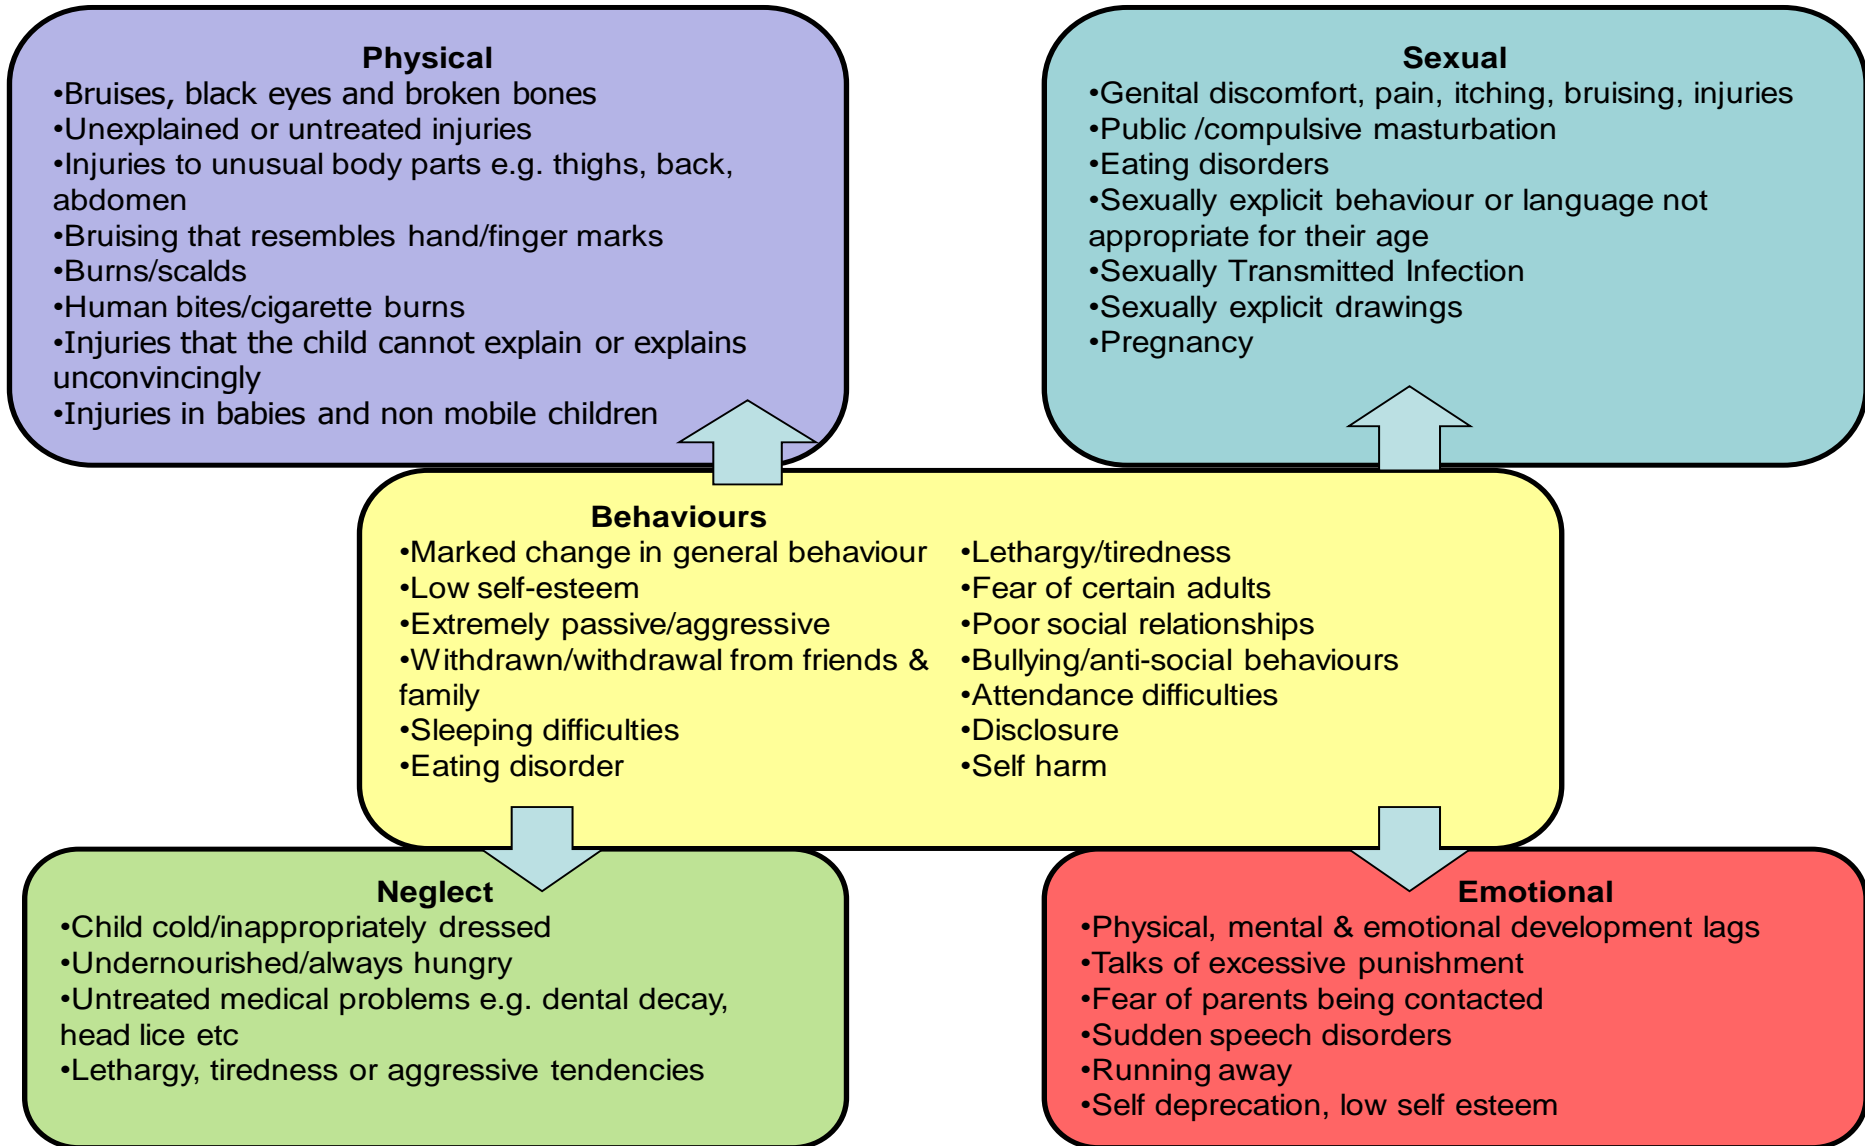 Physical
•Bruises, black eyes and broken bones
•Unexplained or untreated injuries
•Injuries to unusual body parts e.g. thighs, back,
abdomen
•Bruising that resembles hand/finger marks
•Burns/scalds
•Human bites/cigarette burns
•Injuries that the child cannot explain or explains
unconvincingly
•Injuries in babies and non mobile children
Sexual
•Genital discomfort, pain, itching, bruising, injuries
•Public /compulsive masturbation
•Eating disorders
•Sexually explicit behaviour or language not
appropriate for their age
•Sexually Transmitted Infection
•Sexually explicit drawings
•Pregnancy
Behaviours
•Marked change in general behaviour
•Low self-esteem
•Extremely passive/aggressive
•Withdrawn/withdrawal from friends &
family
•Sleeping difficulties
•Eating disorder
•Lethargy/tiredness
•Fear of certain adults
•Poor social relationships
•Bullying/anti-social behaviours
•Attendance difficulties
•Disclosure
•Self harm
Neglect
•Child cold/inappropriately dressed
•Undernourished/always hungry
•Untreated medical problems e.g. dental decay,
head lice etc
•Lethargy, tiredness or aggressive tendencies
Emotional
•Physical, mental & emotional development lags
•Talks of excessive punishment
•Fear of parents being contacted
•Sudden speech disorders
•Running away
•Self deprecation, low self esteem